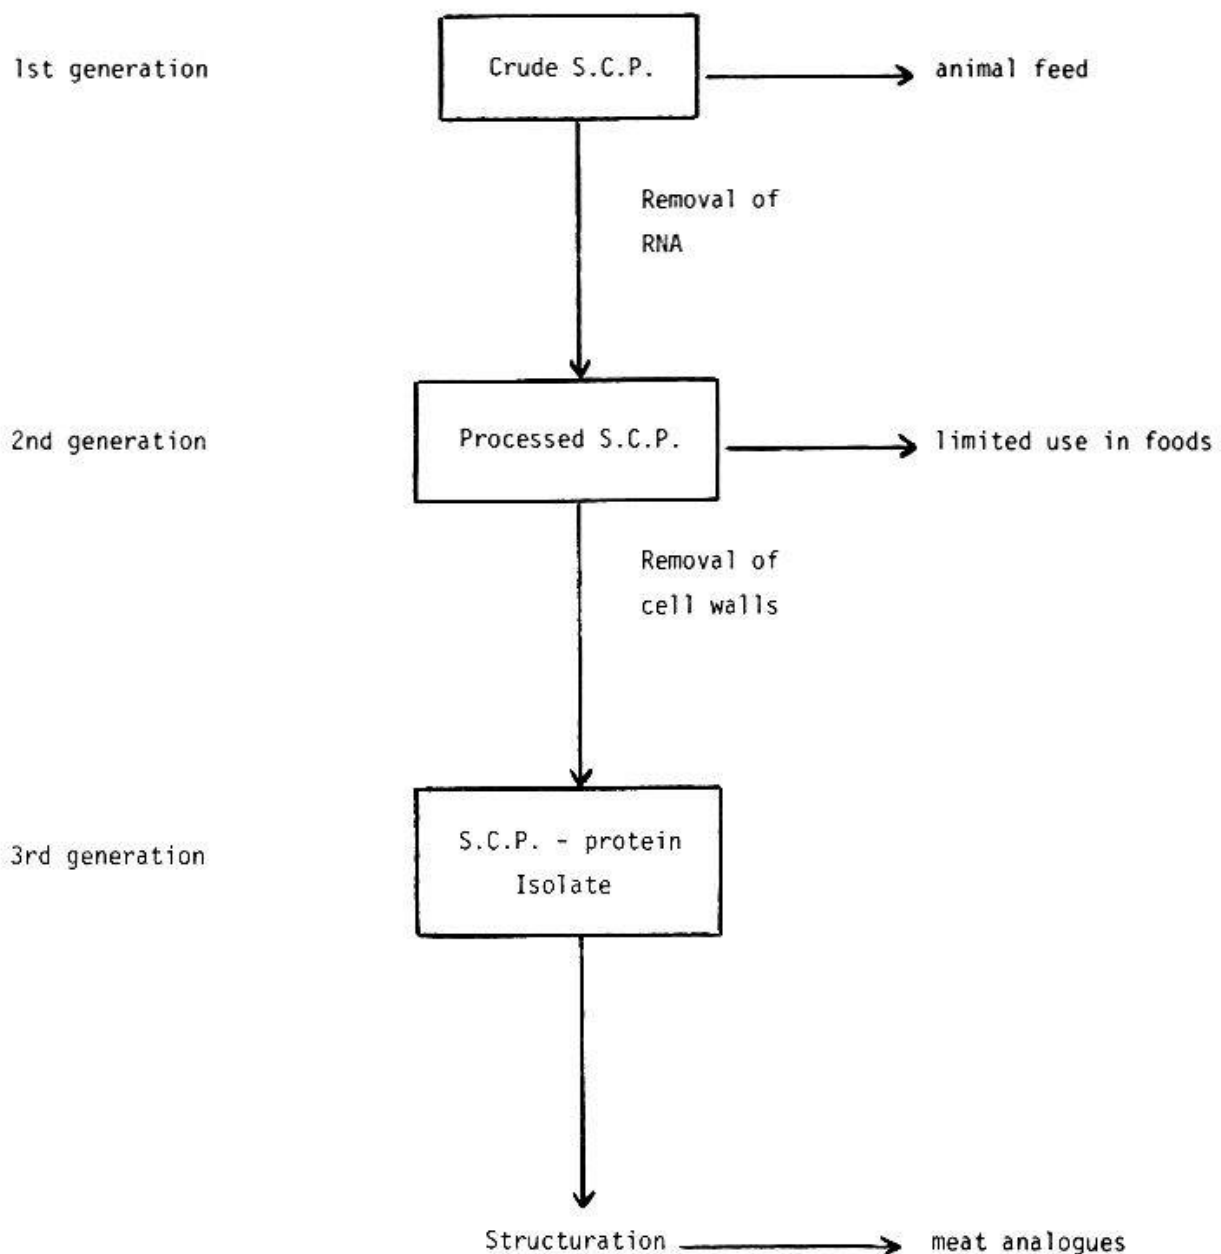 1st generation
Crude S.C.P.
animal feed
Removal of
RNA
2nd generation
Processed S.C.P.
limited use in foods
Removal of
cell walls
3rd generation
S.C.P. - protein
Isolate
Structuration
meat analogues